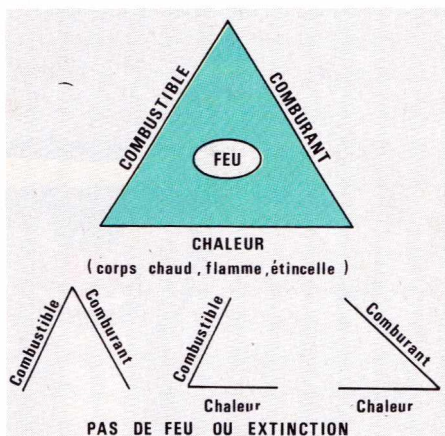 COMBUSTIBLE
COMBURANT
FEU
CHALEUR
( corps chaud , flamme , étincelle )
Combustible
Comburant
Combustible
Chaleur
Comburant
Chaleur
PAS DE FEU OU EXTINCTION